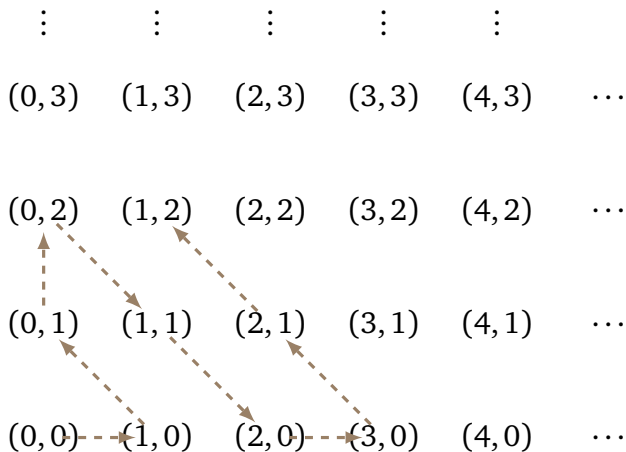 ⋮ ⋮ ⋮ ⋮ ⋮
(0, 3) (1, 3) (2, 3) (3, 3) (4, 3) ⋯
(0, 2) (1, 2) (2, 2) (3, 2) (4, 2) ⋯
(0, 1) (1, 1) (2, 1) (3, 1) (4, 1) ⋯
(0, 0) (1, 0) (2, 0) (3, 0) (4, 0) ⋯